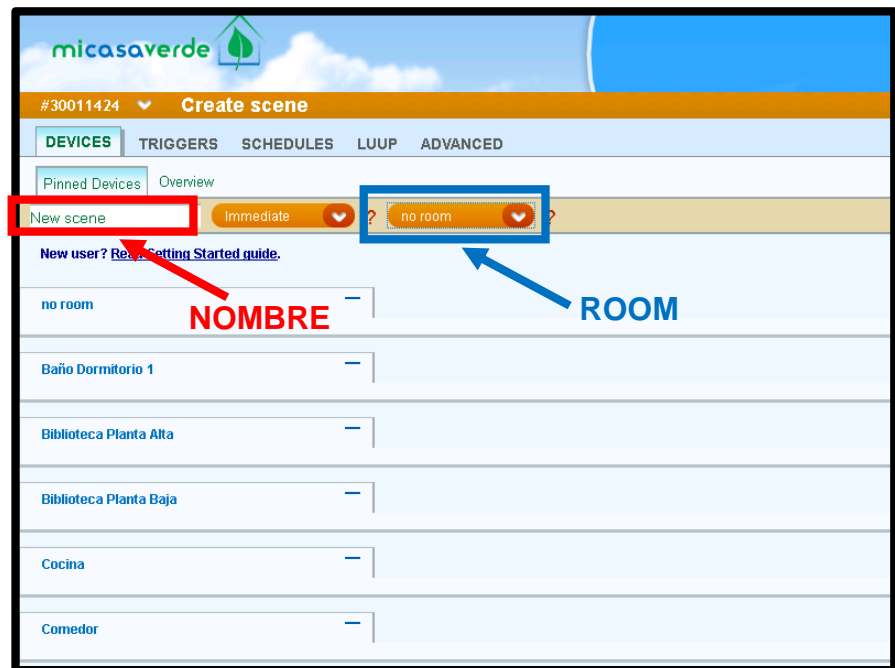 micasaverde
#30011424 Create scene
DEVICES TRIGGERS SCHEDULES LUUP ADVANCED
Pinned Devices Overview
New scene Immediate ? no room ?
New user? Read Getting Started guide.
no room
NOMBRE
ROOM
Baño Dormitorio 1
Biblioteca Planta Alta
Biblioteca Planta Baja
Cocina
Comedor